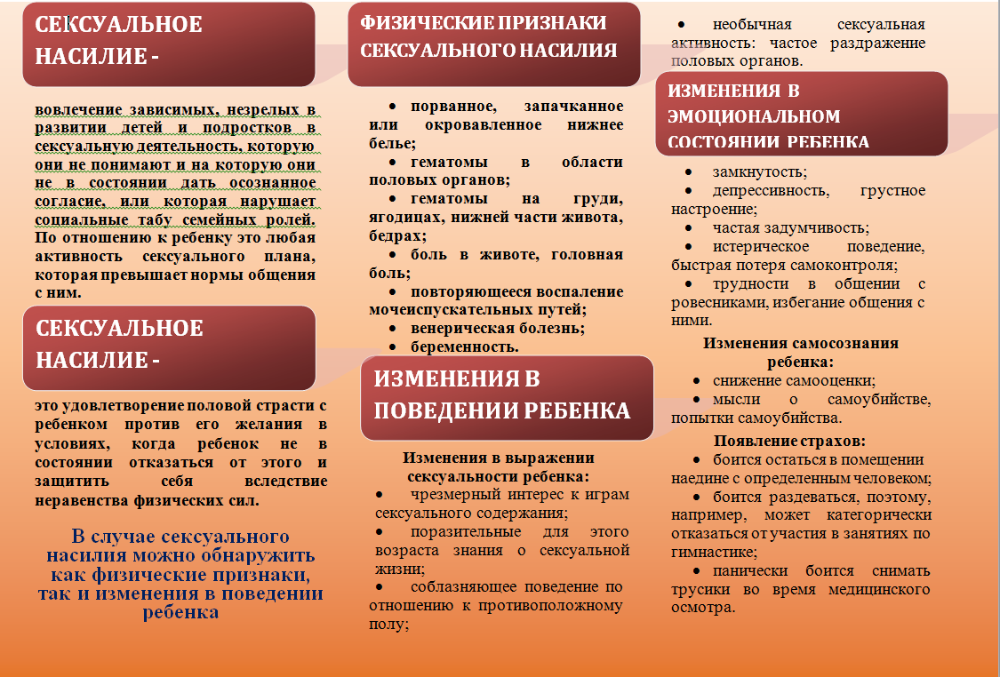 СЕКСУАЛЬНОЕ
НАСИЛИЕ -
вовлечение зависимых, незрелых в
развитии детей и подростков в
сексуальную деятельность, которую
они не понимают и на которую они
не в состоянии дать осознанное
согласие, или которая нарушает
социальные табу семейных ролей.
По отношению к ребенку это любая
активность сексуального плана,
которая превышает нормы общения
с ним.
СЕКСУАЛЬНОЕ
НАСИЛИЕ -
это удовлетворение половой страсти с
ребенком против его желания в
условиях, когда ребенок не в
состоянии отказаться от этого и
защитить себя вследствие
неравенства физических сил.
В случае сексуального
насилия можно обнаружить
как физические признаки,
так и изменения в поведении
ребенка
ФИЗИЧЕСКИЕ ПРИЗНАКИ
СЕКСУАЛЬНОГО НАСИЛИЯ
• порванное, запачканное
или окровавленное нижнее
белье;
• гематомы в области
половых органов;
• гематомы на груди,
ягодицах, нижней части живота,
бедрах;
• боль в животе, головная
боль;
• повторяющееся воспаление
мочеиспускательных путей;
• венерическая болезнь;
• беременность.
ИЗМЕНЕНИЯ В
ПОВЕДЕНИИ РЕБЕНКА
Изменения в выражении
сексуальности ребенка:
• чрезмерный интерес к играм
сексуального содержания;
• поразительные для этого
возраста знания о сексуальной
жизни;
• соблазняющее поведение по
отношению к противоположному
полу;
• необычная сексуальная
активность: частое раздражение
половых органов.
ИЗМЕНЕНИЯ В
ЭМОЦИОНАЛЬНОМ
СОСТОЯНИИ РЕБЕНКА
• замкнутость;
• депрессивность, грустное
настроение;
• частая задумчивость;
• истерическое поведение,
быстрая потеря самоконтроля;
• трудности в общении с
ровесниками, избегание общения с
ними.
Изменения самосознания
ребенка:
• снижение самооценки;
• мысли о самоубийстве,
попытки самоубийства.
Появление страхов:
• боится остаться в помещении
наедине с определенным человеком;
• боится раздеваться, поэтому,
например, может категорически
отказаться от участия в занятиях по
гимнастике;
• панически боится снимать
трусики во время медицинского
осмотра.